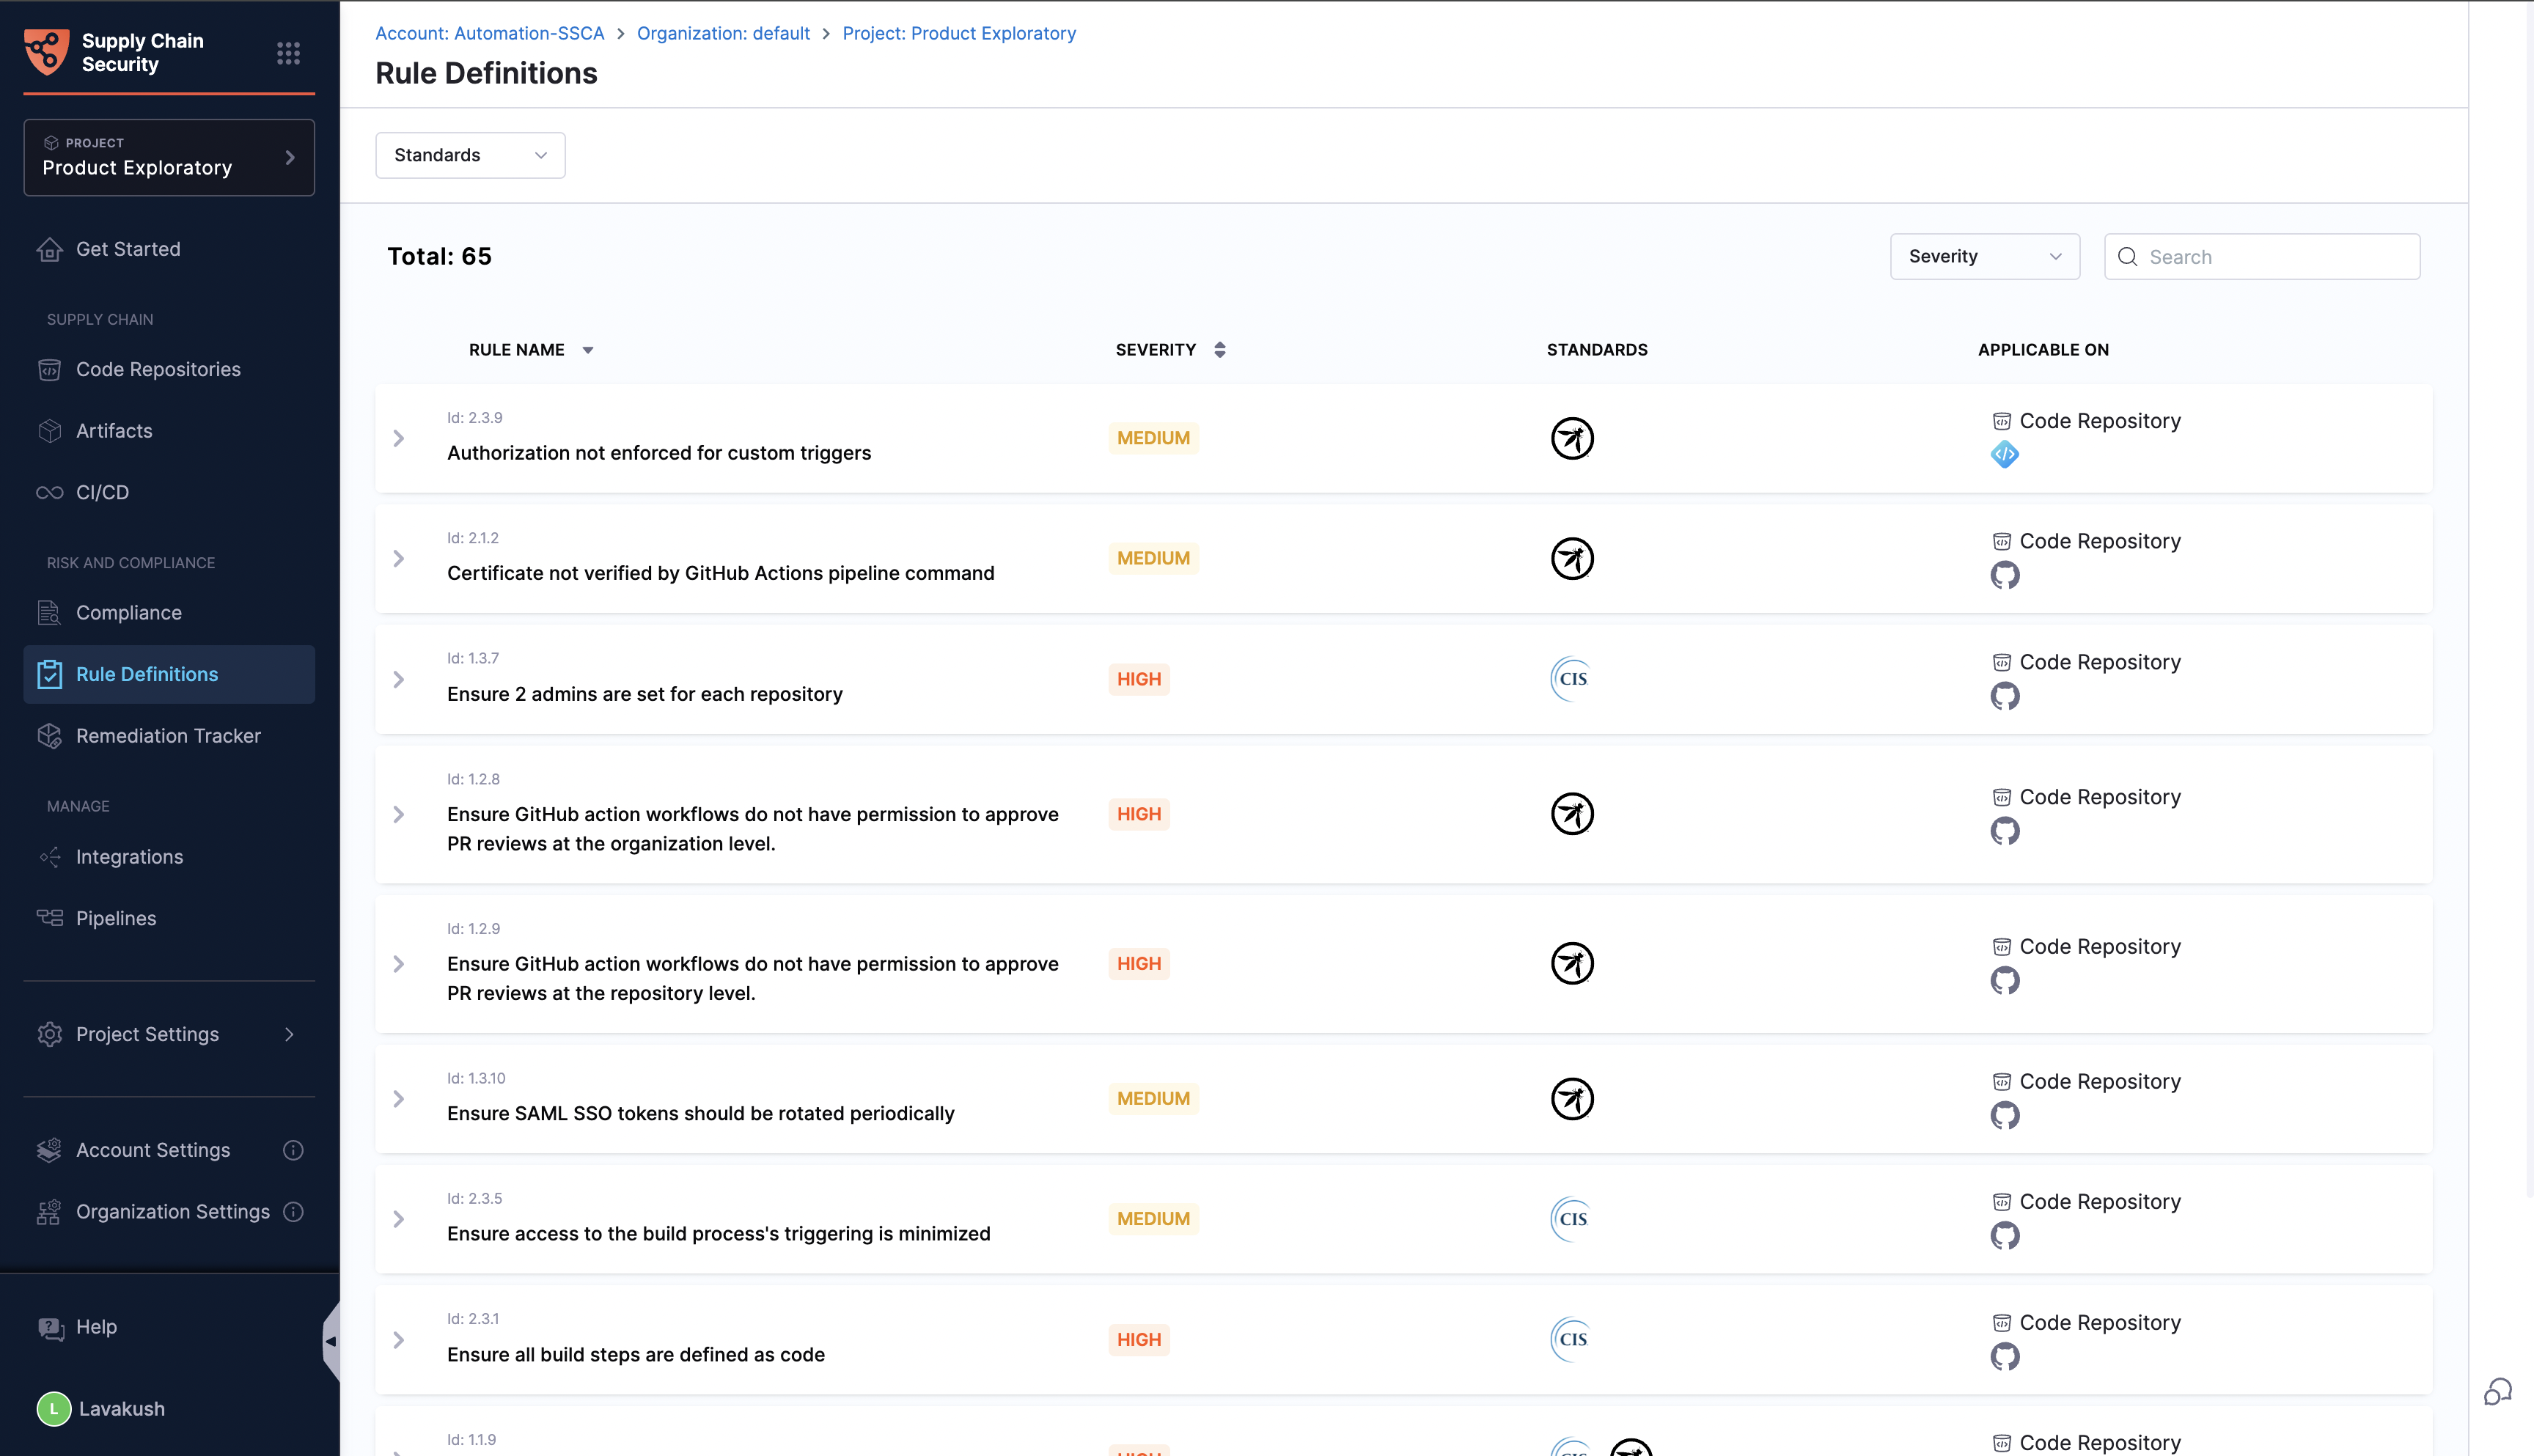 Supply Chain
Security
PROJECT
Product Exploratory
Get Started
SUPPLY CHAIN
Code Repositories
Artifacts
CI/CD
RISK AND COMPLIANCE
Compliance
Rule Definitions
Remediation Tracker
MANAGE
Integrations
Pipelines
Project Settings
Account Settings
Organization Settings
Help
L Lavakush
Account: Automation-SSCA > Organization: default > Project: Product Exploratory
Rule Definitions
Standards
Total: 65
Severity
Search
RULE NAME SEVERITY STANDARDS APPLICABLE ON
Id: 2.3.9
Authorization not enforced for custom triggers
MEDIUM
Code Repository
Id: 2.1.2
Certificate not verified by GitHub Actions pipeline command
MEDIUM
Code Repository
Id: 1.3.7
Ensure 2 admins are set for each repository
HIGH
CIS
Code Repository
Id: 1.2.8
Ensure GitHub action workflows do not have permission to approve
PR reviews at the organization level.
HIGH
Code Repository
Id: 1.2.9
Ensure GitHub action workflows do not have permission to approve
PR reviews at the repository level.
HIGH
Code Repository
Id: 1.3.10
Ensure SAML SSO tokens should be rotated periodically
MEDIUM
Code Repository
Id: 2.3.5
Ensure access to the build process's triggering is minimized
MEDIUM
CIS
Code Repository
Id: 2.3.1
Ensure all build steps are defined as code
HIGH
CIS
Code Repository
Id: 1.1.9
Code Repository